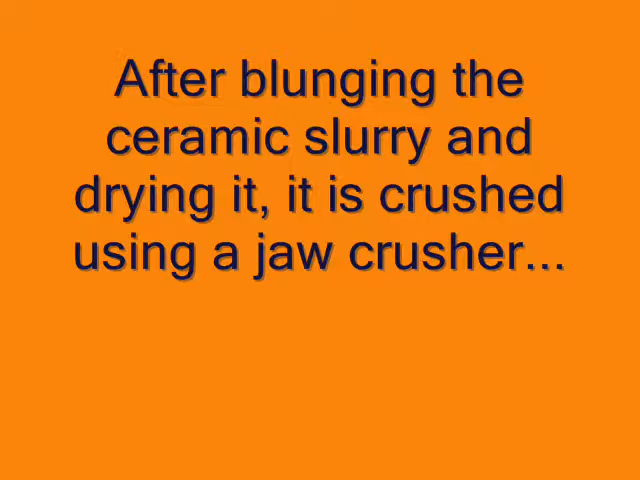 After blunging the
ceramic slurry and
drying it, it is crushed
using a jaw crusher...